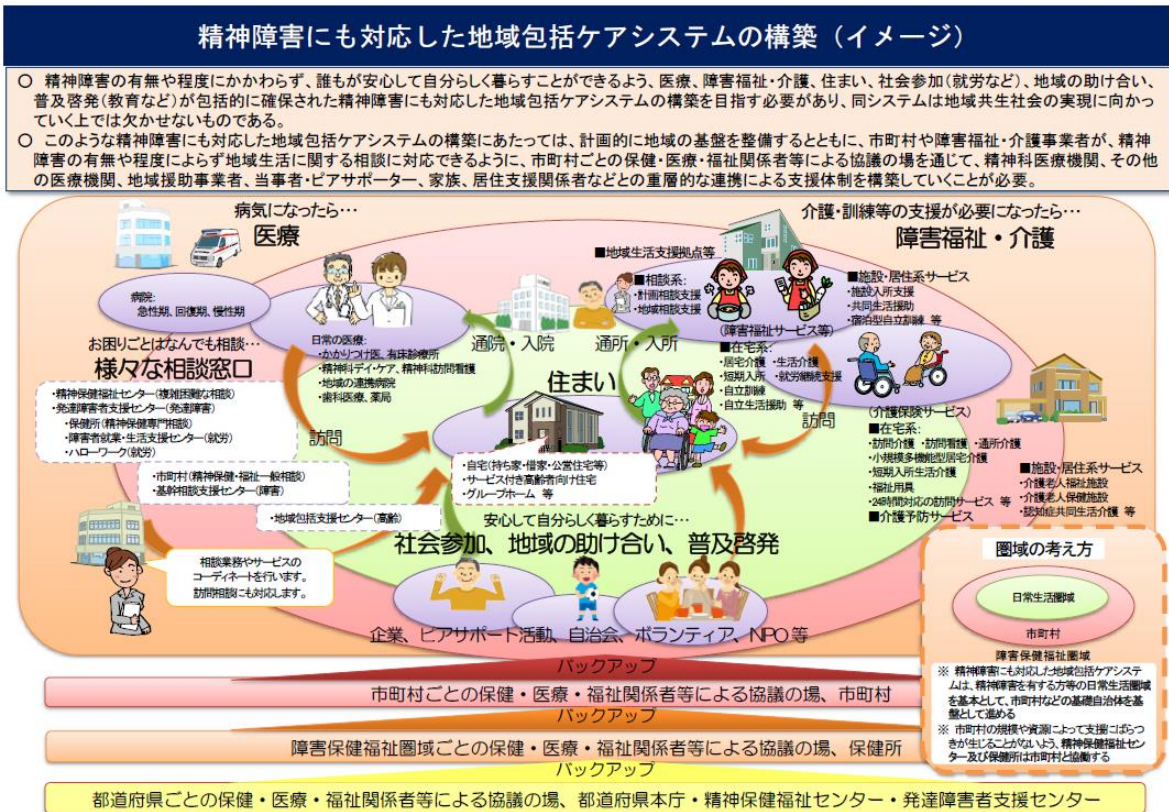 精神障害にも対応した地域包括ケアシステムの構築（イメージ）
○ 精神障害の有無や程度にかかわらず、誰もが安心して自分らしく暮らすことができるよう、医療、障害福祉・介護、住まい、社会参加(就労など)、地域の助け合い、
普及啓発(教育など)が包括的に確保された精神障害にも対応した地域包括ケアシステムの構築を目指す必要があり、同システムは地域共生社会の実現に向かっ
ていく上では欠かせないものである。
○ このような精神障害にも対応した地域包括ケアシステムの構築にあたっては、計画的に地域の基盤を整備するとともに、市町村や障害福祉・介護事業者が、精神
障害の有無や程度によらず地域生活に関する相談に対応できるように、市町村ごとの保健・医療・福祉関係者等による協議の場を通じて、精神科医療機関、その他
の医療機関、地域援助事業者、当事者・ピアサポーター、家族、居住支援関係者などとの重層的な連携による支援体制を構築していくことが必要。
病気になったら…
医療
病院:
急性期、回復期、慢性期
日常の医療:
・かかりつけ医、有床診療所
・精神科デイ・ケア、精神科訪問看護
・地域の連携病院
・歯科医療、薬局
介護・訓練等の支援が必要になったら…
障害福祉・介護
■地域生活支援拠点等
■相談系:
・計画相談支援
・地域相談支援
■施設・居住系サービス
・施設入所支援
・共同生活援助
・宿泊型自立訓練 等
(障害福祉サービス等)
■在宅系:
・居宅介護 ・生活介護
・短期入所 ・就労継続支援
・自立訓練
・自立生活援助 等
(介護保険サービス)
■在宅系:
・訪問介護 ・訪問看護 ・通所介護
・小規模多機能型居宅介護
・短期入所生活介護
・福祉用具
・24時間対応の訪問サービス 等
■介護予防サービス
■施設・居住系サービス
・介護老人福祉施設
・介護老人保健施設
・認知症共同生活介護 等
お困りごとはなんでも相談…
様々な相談窓口
・精神保健福祉センター(複雑困難な相談)
・発達障害者支援センター(発達障害)
・保健所(精神保健専門相談)
・障害者就業・生活支援センター(就労)
・ハローワーク(就労)
・市町村(精神保健・福祉一般相談)
・基幹相談支援センター(障害)
・地域包括支援センター(高齢)
相談業務やサービスの
コーディネートを行います。
訪問相談にも対応します。
通院・入院
通所・入所
住まい
訪問
訪問
・自宅(持ち家・借家・公営住宅等)
・サービス付き高齢者向け住宅
・グループホーム 等
安心して自分らしく暮らすために…
社会参加、地域の助け合い、普及啓発
企業、ピアサポート活動、自治会、ボランティア、NPO等
圏域の考え方
日常生活圏域
市町村
障害保健福祉圏域
※ 精神障害にも対応した地域包括ケアシステ
ムは、精神障害を有する方等の日常生活圏域
を基本として、市町村などの基礎自治体を基
盤として進める
※ 市町村の規模や資源によって支援にばらつ
きが生じることがないよう、精神保健福祉セン
ター及び保健所は市町村と協働する
バックアップ
市町村ごとの保健・医療・福祉関係者等による協議の場、市町村
バックアップ
障害保健福祉圏域ごとの保健・医療・福祉関係者等による協議の場、保健所
バックアップ
都道府県ごとの保健・医療・福祉関係者等による協議の場、都道府県本庁・精神保健福祉センター・発達障害者支援センター